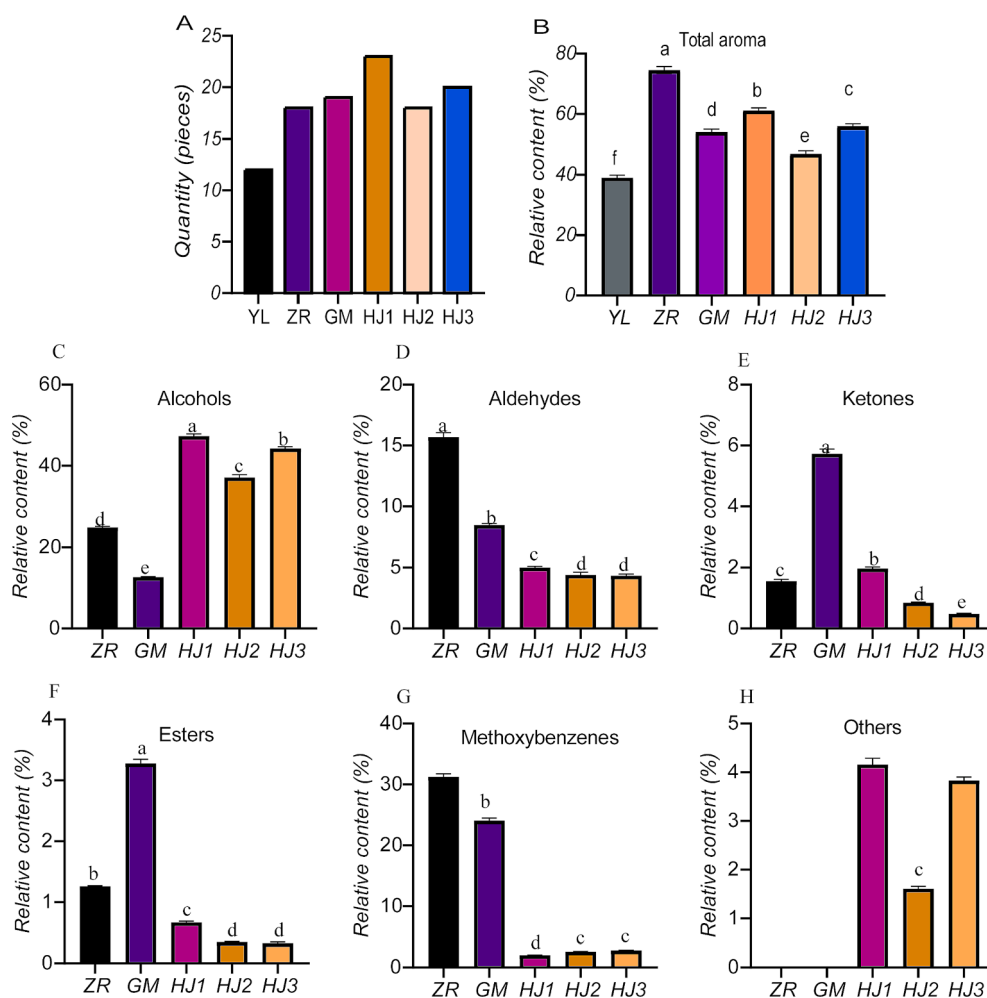 A
Quantity (pieces)
25
20
15
10
5
0
YL ZR GM HJ1 HJ2 HJ3
B
Total aroma
Relative content (%)
80
60
40
20
0
f a d b e c
YL ZR GM HJ1 HJ2 HJ3
C
Alcohols
Relative content (%)
60
40
20
0
d e a c b
ZR GM HJ1 HJ2 HJ3
D
Aldehydes
Relative content (%)
20
15
10
5
0
a b c d d
ZR GM HJ1 HJ2 HJ3
E
Ketones
Relative content (%)
8
6
4
2
0
c a b d e
ZR GM HJ1 HJ2 HJ3
F
Esters
Relative content (%)
4
3
2
1
0
b a c d d
ZR GM HJ1 HJ2 HJ3
G
Methoxybenzenes
Relative content (%)
40
30
20
10
0
b d c c
ZR GM HJ1 HJ2 HJ3
H
Others
Relative content (%)
5
4
3
2
1
0
c
ZR GM HJ1 HJ2 HJ3